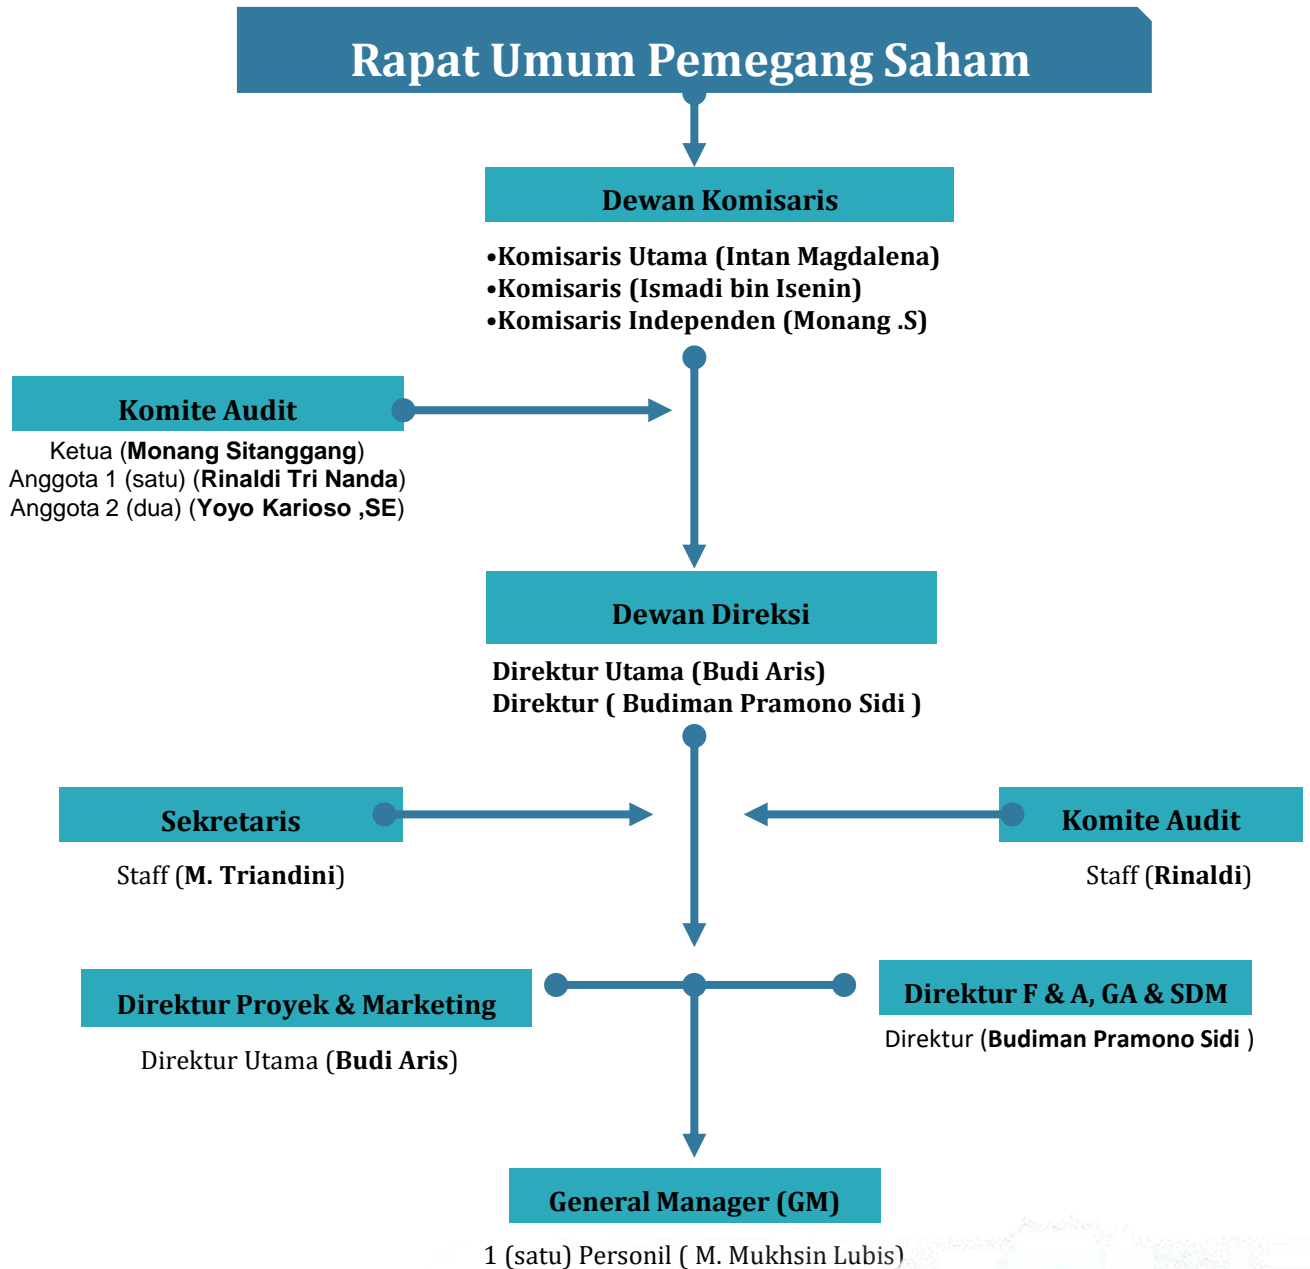 Rapat Umum Pemegang Saham
Dewan Komisaris
•Komisaris Utama (Intan Magdalena)
•Komisaris (Ismadi bin Isenin)
•Komisaris Independen (Monang .S)
Komite Audit
Ketua (Monang Sitanggang)
Anggota 1 (satu) (Rinaldi Tri Nanda)
Anggota 2 (dua) (Yoyo Karioso ,SE)
Dewan Direksi
Direktur Utama (Budi Aris)
Direktur ( Budiman Pramono Sidi )
Sekretaris
Staff (M. Triandini)
Komite Audit
Staff (Rinaldi)
Direktur Proyek & Marketing
Direktur Utama (Budi Aris)
Direktur F & A, GA & SDM
Direktur (Budiman Pramono Sidi )
General Manager (GM)
1 (satu) Personil ( M. Mukhsin Lubis)